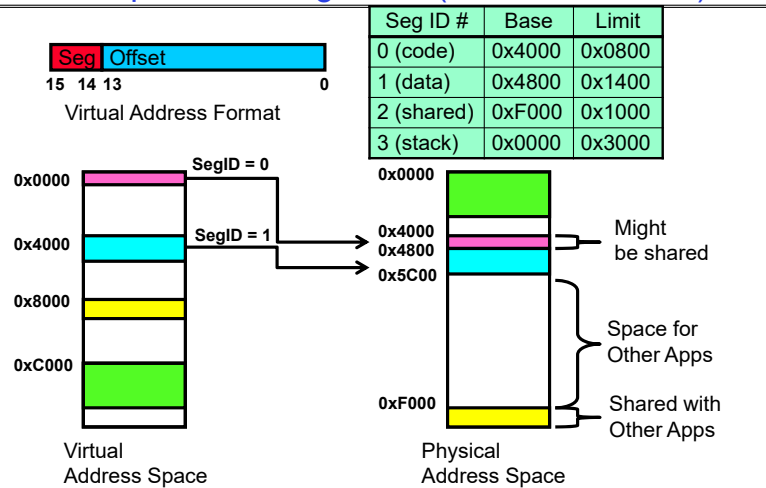 Seg ID # Base Limit
0 (code) 0x4000 0x0800
1 (data) 0x4800 0x1400
2 (shared) 0xF000 0x1000
3 (stack) 0x0000 0x3000
Seg Offset
15 14 13 0
Virtual Address Format
SegID = 0
0x0000
SegID = 1
0x4000
0x8000
0xC000
Virtual
Address Space
0x0000
0x4000
0x4800
0x5C00
0xF000
Might
be shared
Space for
Other Apps
Shared with
Other Apps
Physical
Address Space